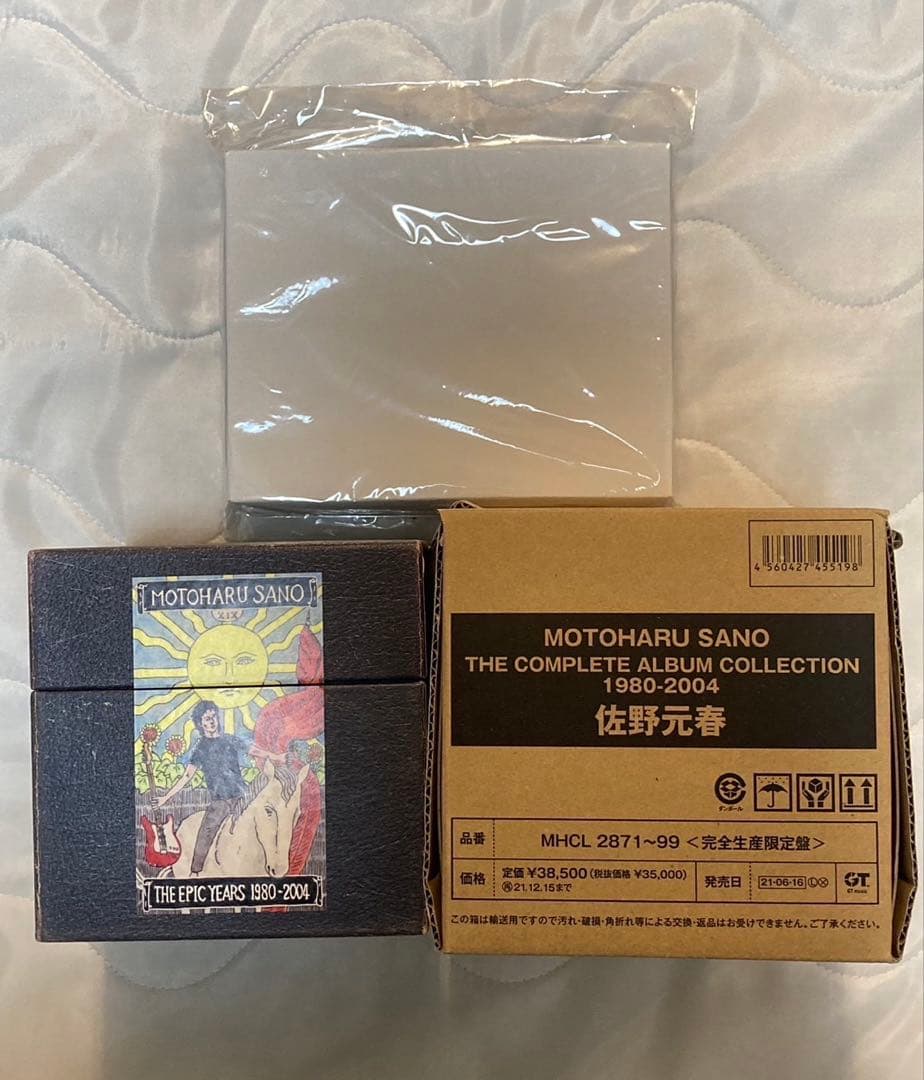 MOTOHARU SANO
XIX
THE EPIC YEARS 1980-2004
4 560427 455198
MOTOHARU SANO
THE COMPLETE ALBUM COLLECTION
1980-2004
佐野元春
ダンボール
品番 MHCL 2871~99 <完全生産限定盤>
価格 定価 ¥38,500 (税抜価格 ¥35,000)
再 21.12.15まで
発売日 21-06-16 L X
GT
GT music
この箱は輸送用ですので汚れ・破損・角折れ等による交換・返品はお受けできません。ご了承ください。